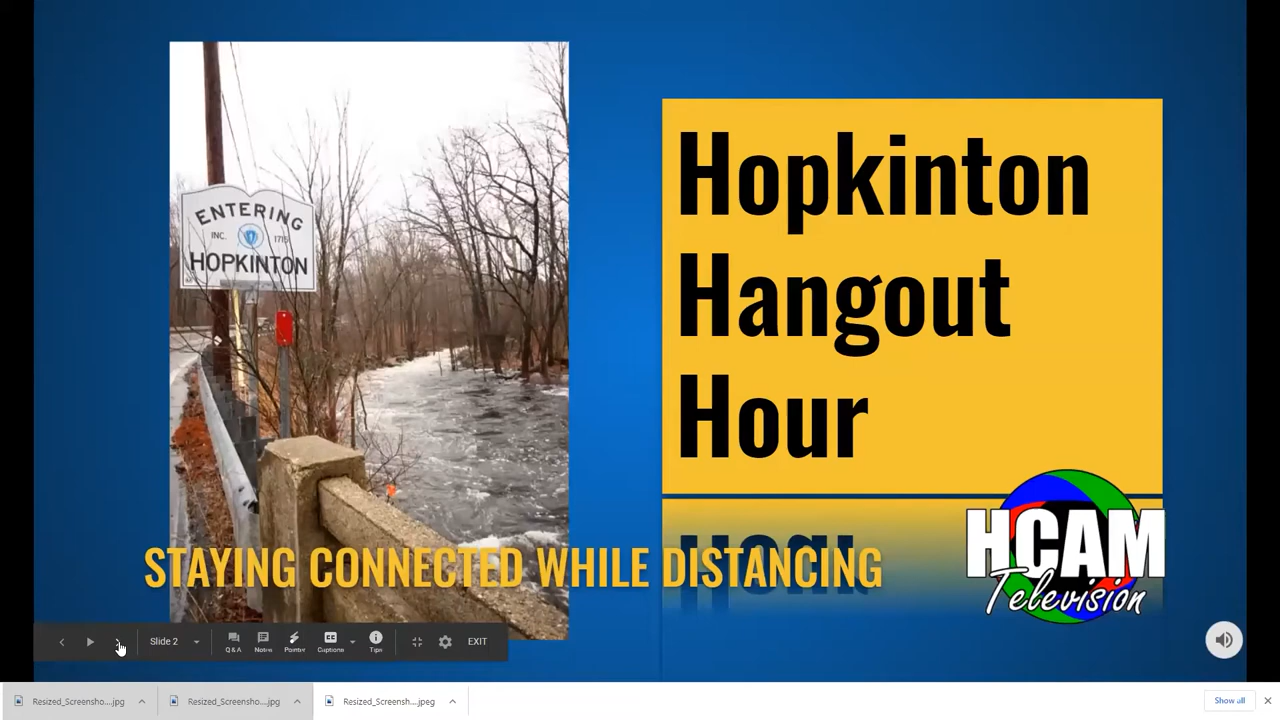 ENTERING
INC. 1715
HOPKINTON
Hopkinton
Hangout
Hour
STAYING CONNECTED WHILE DISTANCING
HCAM
Television
Slide 2
Q&A
Notes
Pointer
Captions
Tips
EXIT
Resized_Screensho....jpg
Resized_Screensho....jpg
Resized_Screensh....jpeg
Show all